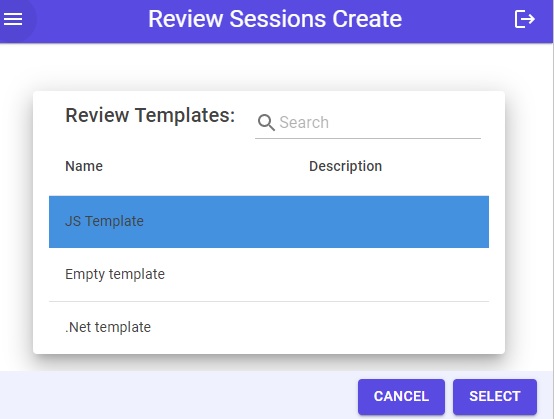 Review Sessions Create
Review Templates:
Search
Name Description
JS Template
Empty template
.Net template
CANCEL SELECT